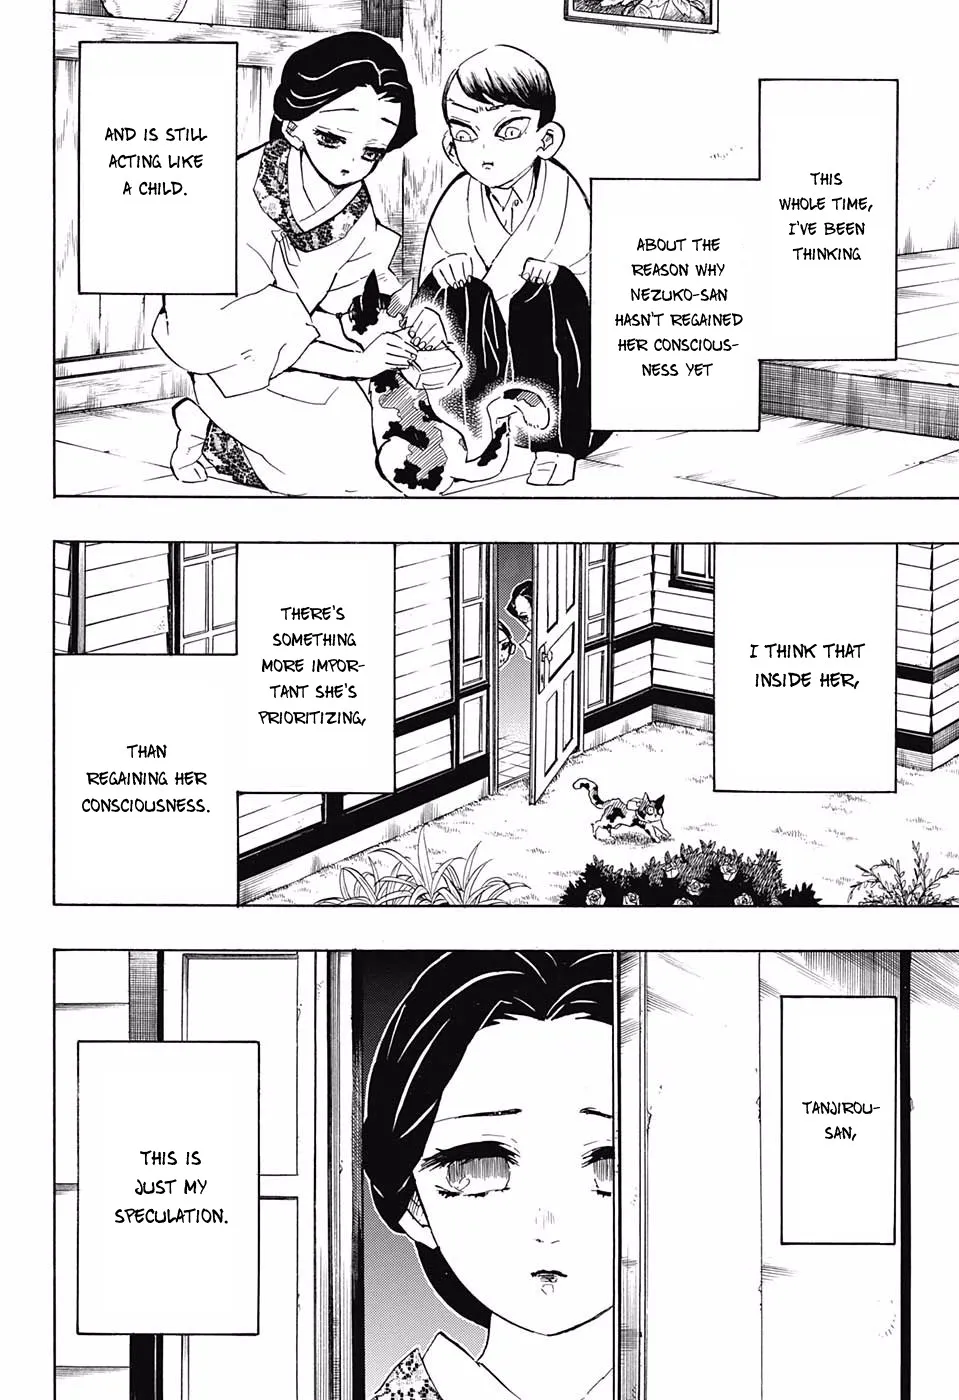 THIS
WHOLE TIME,
I'VE BEEN
THINKING
ABOUT THE
REASON WHY
NEZUKO-SAN
HASN'T REGAINED
HER CONSCIOUS-
NESS YET
AND IS STILL
ACTING LIKE
A CHILD.
I THINK THAT
INSIDE HER,
THERE'S
SOMETHING
MORE IMPOR-
TANT SHE'S
PRIORITIZING,
THAN
REGAINING HER
CONSCIOUSNESS.
TANJIROU-
SAN,
THIS IS
JUST MY
SPECULATION.